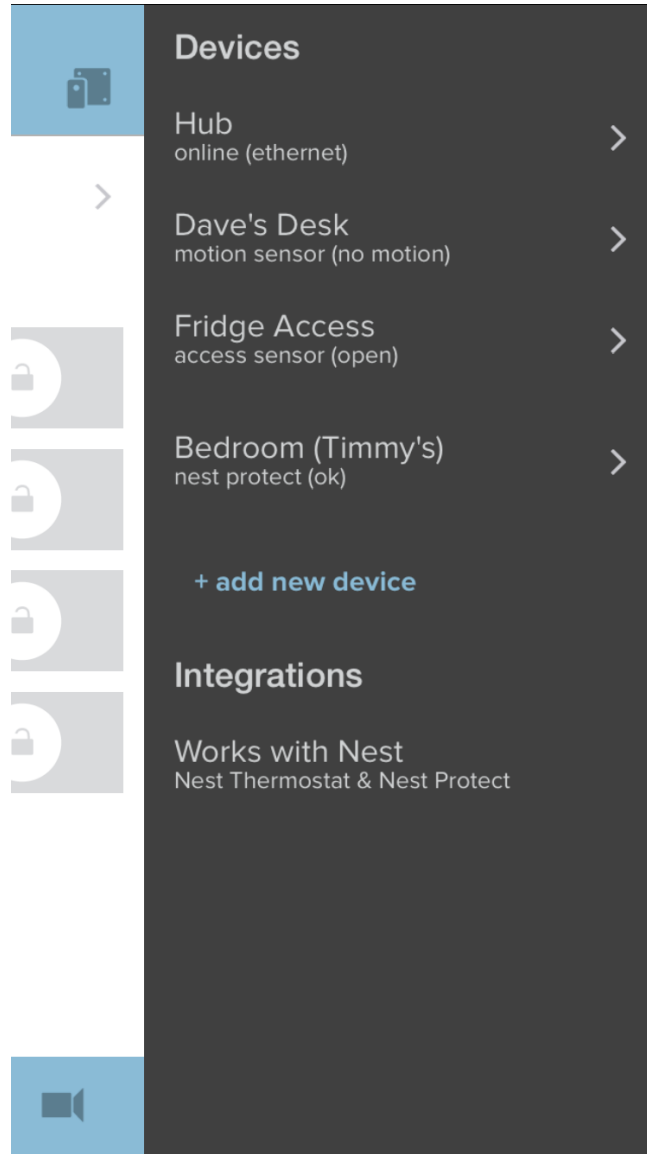 Devices
Hub
online (ethernet)
Dave's Desk
motion sensor (no motion)
Fridge Access
access sensor (open)
Bedroom (Timmy's)
nest protect (ok)
+ add new device
Integrations
Works with Nest
Nest Thermostat & Nest Protect